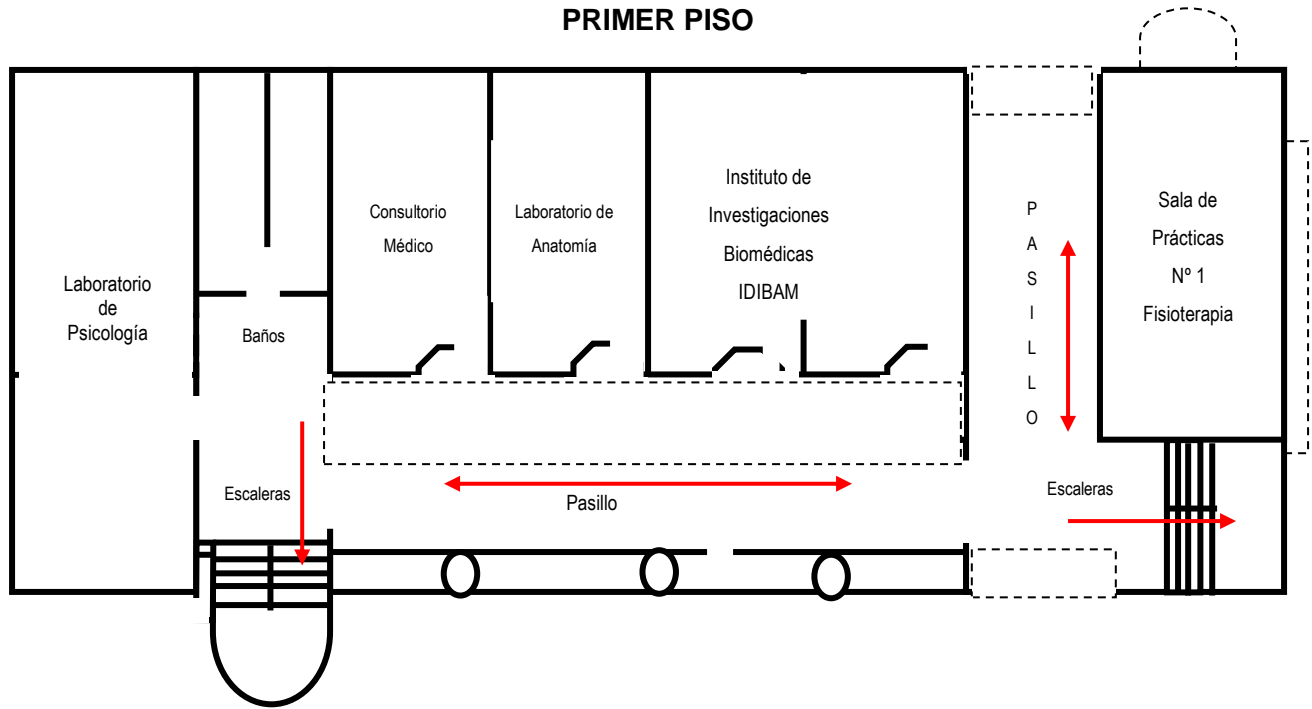 PRIMER PISO
Laboratorio
de
Psicología
Baños
Escaleras
Consultorio
Médico
Laboratorio de
Anatomía
Instituto de
Investigaciones
Biomédicas
IDIBAM
Pasillo
P
A
S
I
L
L
O
Escaleras
Sala de
Prácticas
Nº 1
Fisioterapia